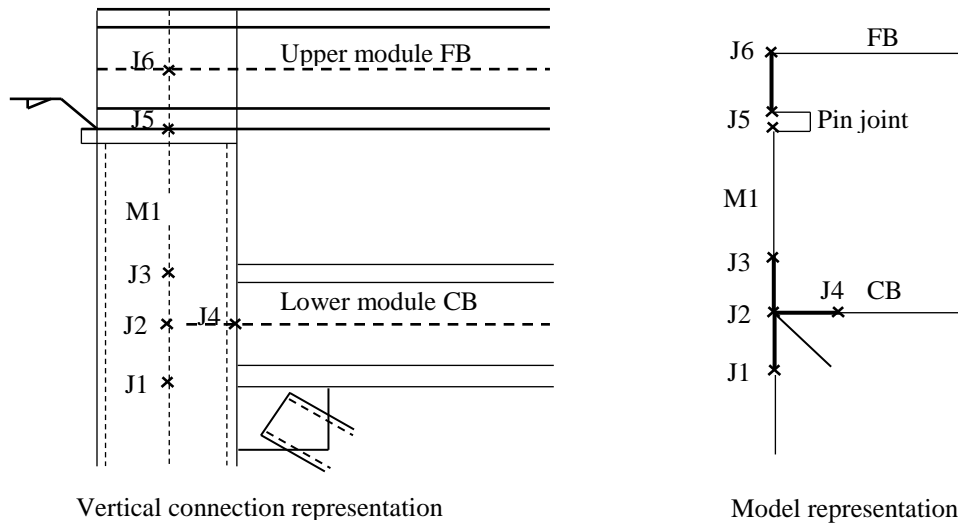 J6
Upper module FB
J5
M1
J3
Lower module CB
J2
J4
J1
Vertical connection representation
J6
FB
J5
Pin joint
M1
J3
J4
CB
J2
J1
Model representation